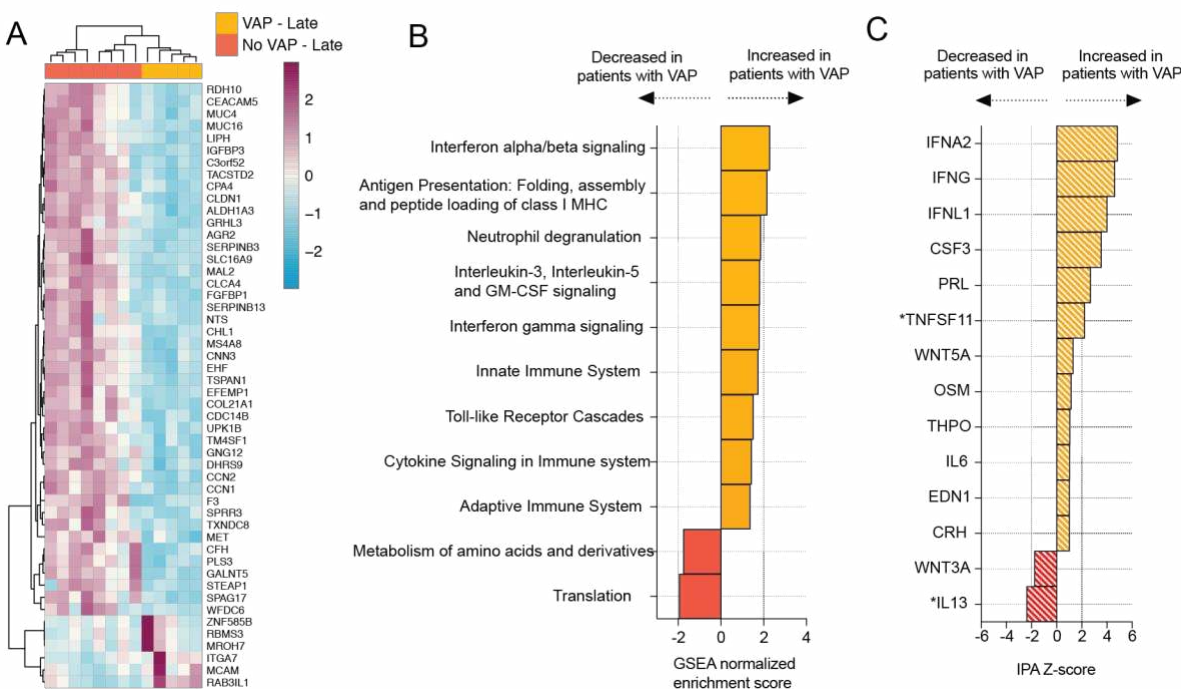 A
VAP - Late
No VAP - Late
2
1
0
−1
−2
RDH10
CEACAM5
MUC4
MUC16
LIPH
IGFBP3
C3orf52
TACSTD2
CPA4
CLDN1
ALDH1A3
GRHL3
AGR2
SERPINB3
SLC16A9
MAL2
CLCA4
FGFBP1
SERPINB13
NTS
CHL1
MS4A8
CNN3
EHF
TSPAN1
EFEMP1
COL21A1
CDC14B
UPK1B
TM4SF1
GNG12
DHRS9
CCN2
CCN1
F3
SPRR3
TXNDC8
MET
CFH
PLS3
GALNT5
STEAP1
SPAG17
WFDC6
ZNF585B
RBMS3
MROH7
ITGA7
MCAM
RAB3IL1
B
Decreased in
patients with VAP
Increased in
patients with VAP
Interferon alpha/beta signaling
Antigen Presentation: Folding, assembly
and peptide loading of class I MHC
Neutrophil degranulation
Interleukin-3, Interleukin-5
and GM-CSF signaling
Interferon gamma signaling
Innate Immune System
Toll-like Receptor Cascades
Cytokine Signaling in Immune system
Adaptive Immune System
Metabolism of amino acids and derivatives
Translation
-2 0 2 4
GSEA normalized
enrichment score
C
Decreased in
patients with VAP
Increased in
patients with VAP
IFNA2
IFNG
IFNL1
CSF3
PRL
*TNFSF11
WNT5A
OSM
THPO
IL6
EDN1
CRH
WNT3A
*IL13
-6 -4 -2 0 2 4 6
IPA Z-score